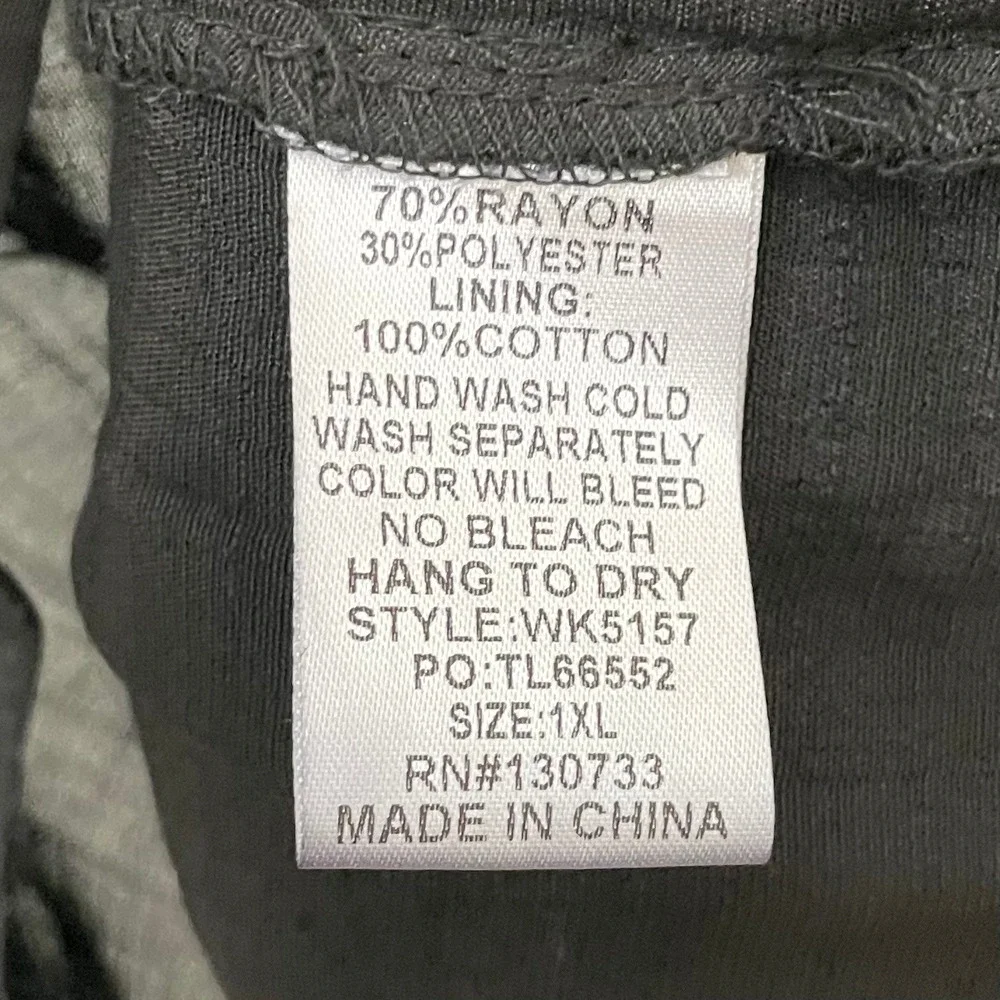 70%RAYON
30%POLYESTER
LINING:
100%COTTON
HAND WASH COLD
WASH SEPARATELY
COLOR WILL BLEED
NO BLEACH
HANG TO DRY
STYLE:WK5157
PO:TL66552
SIZE:1XL
RN#130733
MADE IN CHINA